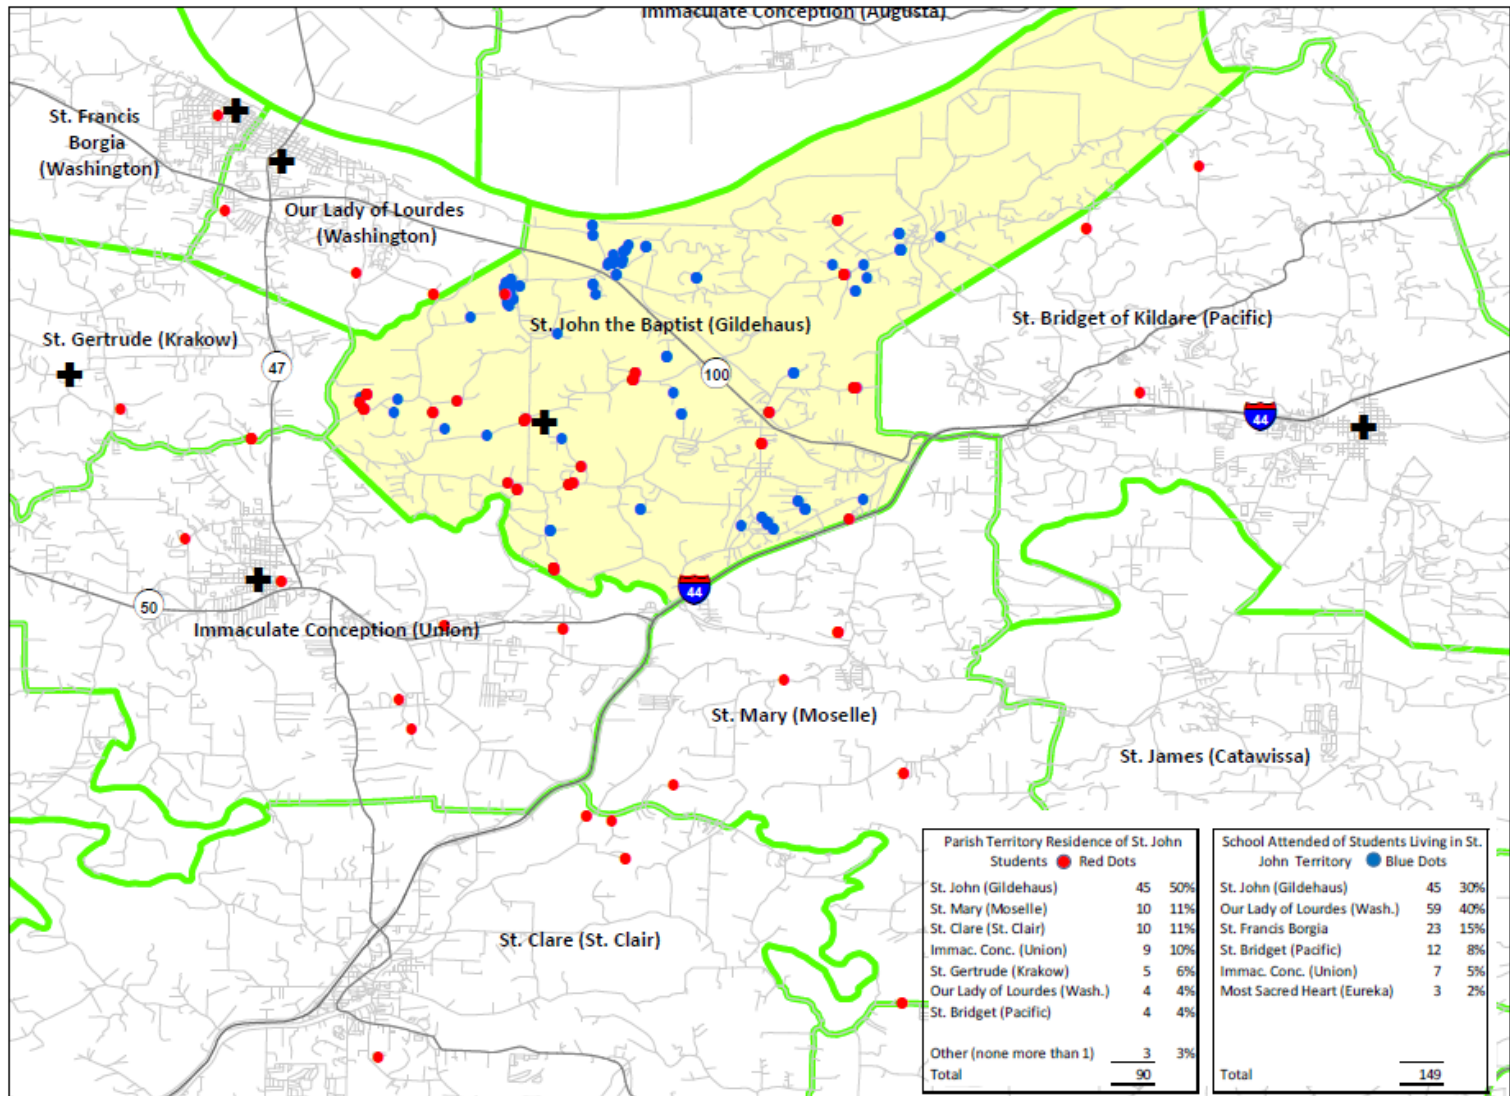 Immaculate Conception (Augusta)
St. Francis
Borgia
(Washington)
Our Lady of Lourdes
(Washington)
St. John the Baptist (Gildehaus)
St. Bridget of Kildare (Pacific)
St. Gertrude (Krakow)
47
100
44
50
44
Immaculate Conception (Union)
St. Mary (Moselle)
St. James (Catawissa)
St. Clare (St. Clair)
Parish Territory Residence of St. John
Students Red Dots
St. John (Gildehaus) 45 50%
St. Mary (Moselle) 10 11%
St. Clare (St. Clair) 10 11%
Immac. Conc. (Union) 9 10%
St. Gertrude (Krakow) 5 6%
Our Lady of Lourdes (Wash.) 4 4%
St. Bridget (Pacific) 4 4%
Other (none more than 1) 3 3%
Total 90
School Attended of Students Living in St.
John Territory Blue Dots
St. John (Gildehaus) 45 30%
Our Lady of Lourdes (Wash.) 59 40%
St. Francis Borgia 23 15%
St. Bridget (Pacific) 12 8%
Immac. Conc. (Union) 7 5%
Most Sacred Heart (Eureka) 3 2%
Total 149